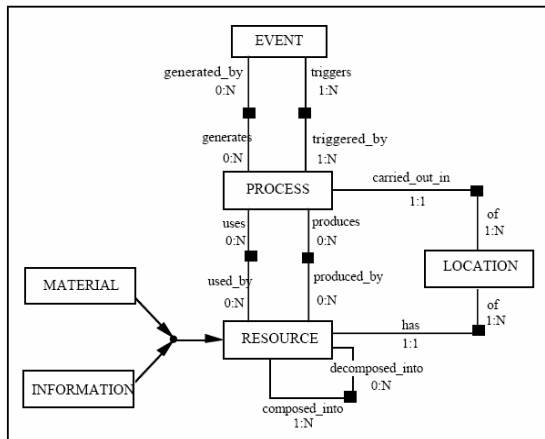 EVENT
generated_by
0:N
triggers
1:N
generates
0:N
triggered_by
1:N
PROCESS
carried_out_in
1:1
of
1:N
uses
0:N
produces
0:N
LOCATION
used_by
0:N
produced_by
0:N
of
1:N
MATERIAL
RESOURCE
has
1:1
INFORMATION
decomposed_into
0:N
composed_into
1:N